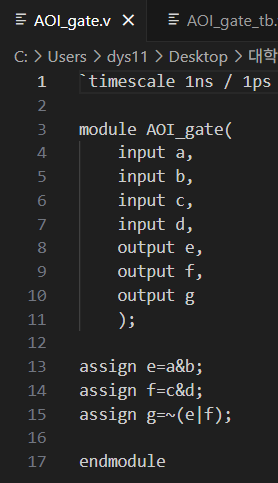 AOI_gate.v AOI_gate_tb.
C: > Users > dys11 > Desktop > 대학
1 `timescale 1ns / 1ps
2
3 module AOI_gate(
4 input a,
5 input b,
6 input c,
7 input d,
8 output e,
9 output f,
10 output g
11 );
12
13 assign e=a&b;
14 assign f=c&d;
15 assign g=~(e|f);
16
17 endmodule